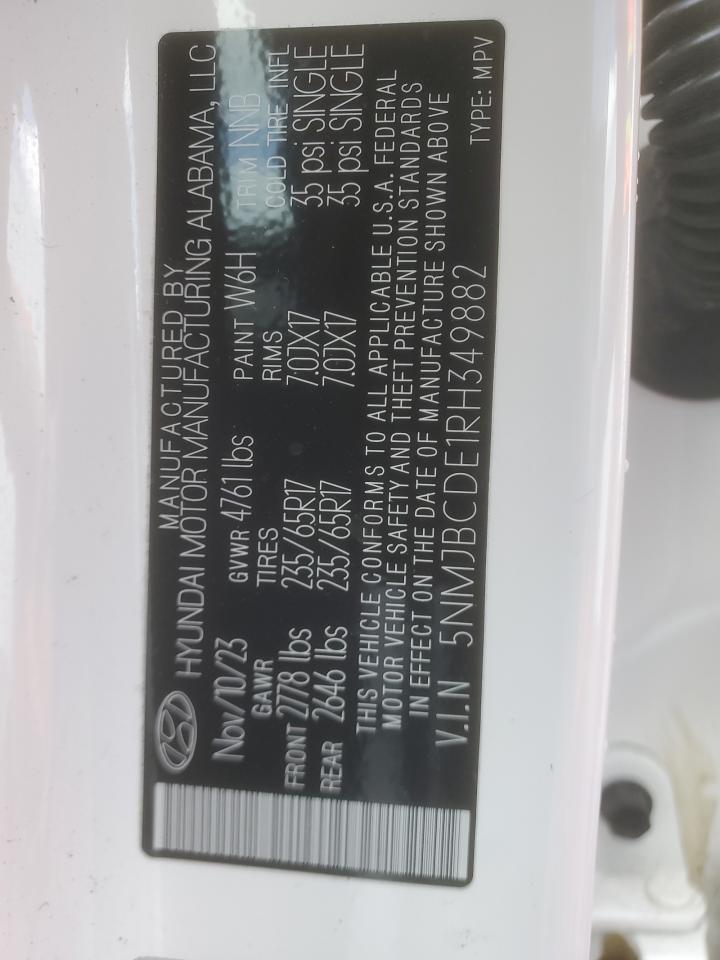 MANUFACTURED BY
HYUNDAI MOTOR MANUFACTURING ALABAMA, LLC
Nov/10/23 GVWR 4761 lbs PAINT W6H TRIM NNB
GAWR TIRES RIMS COLD TIRE INFL
FRONT 2778 lbs 235/65R17 7.0JX17 35 psi SINGLE
REAR 2646 lbs 235/65R17 7.0JX17 35 psi SINGLE
THIS VEHICLE CONFORMS TO ALL APPLICABLE U.S.A. FEDERAL
MOTOR VEHICLE SAFETY AND THEFT PREVENTION STANDARDS
IN EFFECT ON THE DATE OF MANUFACTURE SHOWN ABOVE
V.I.N 5NMJBCDE1RH349882
TYPE: MPV